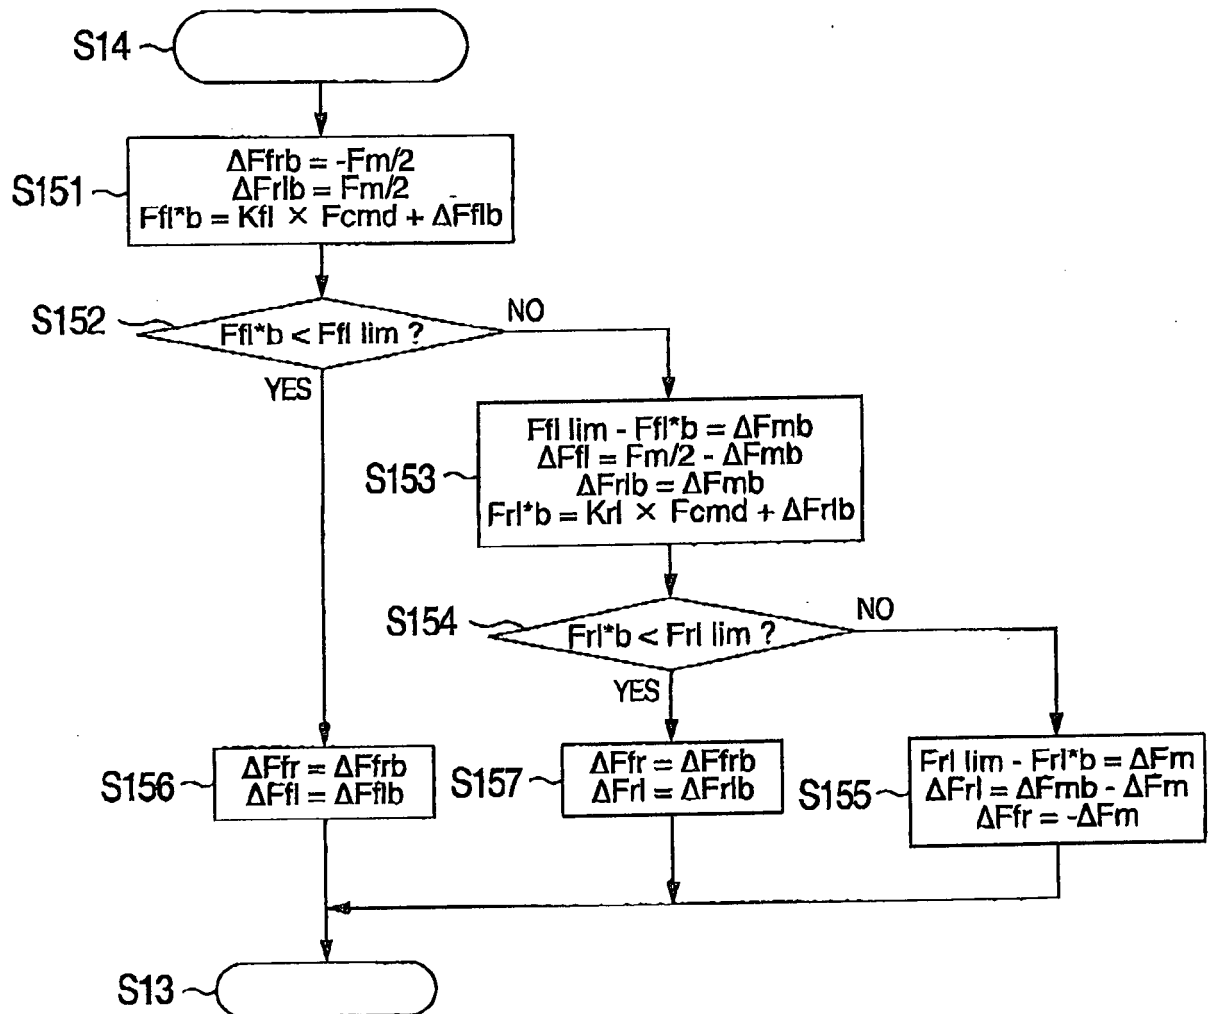 S14
S151
ΔFfrb = -Fm/2
ΔFrlb = Fm/2
Ffl*b = Kfl × Fcmd + ΔFflb
S152
Ffl*b < Ffl lim ?
NO
YES
S153
Ffl lim - Ffl*b = ΔFmb
ΔFfl = Fm/2 - ΔFmb
ΔFrlb = ΔFmb
Frl*b = Krl × Fcmd + ΔFrlb
S154
Frl*b < Frl lim ?
NO
YES
S156
ΔFfr = ΔFfrb
ΔFfl = ΔFflb
S157
ΔFfr = ΔFfrb
ΔFrl = ΔFrlb
S155
Frl lim - Frl*b = ΔFm
ΔFrl = ΔFmb - ΔFm
ΔFfr = -ΔFm
S13